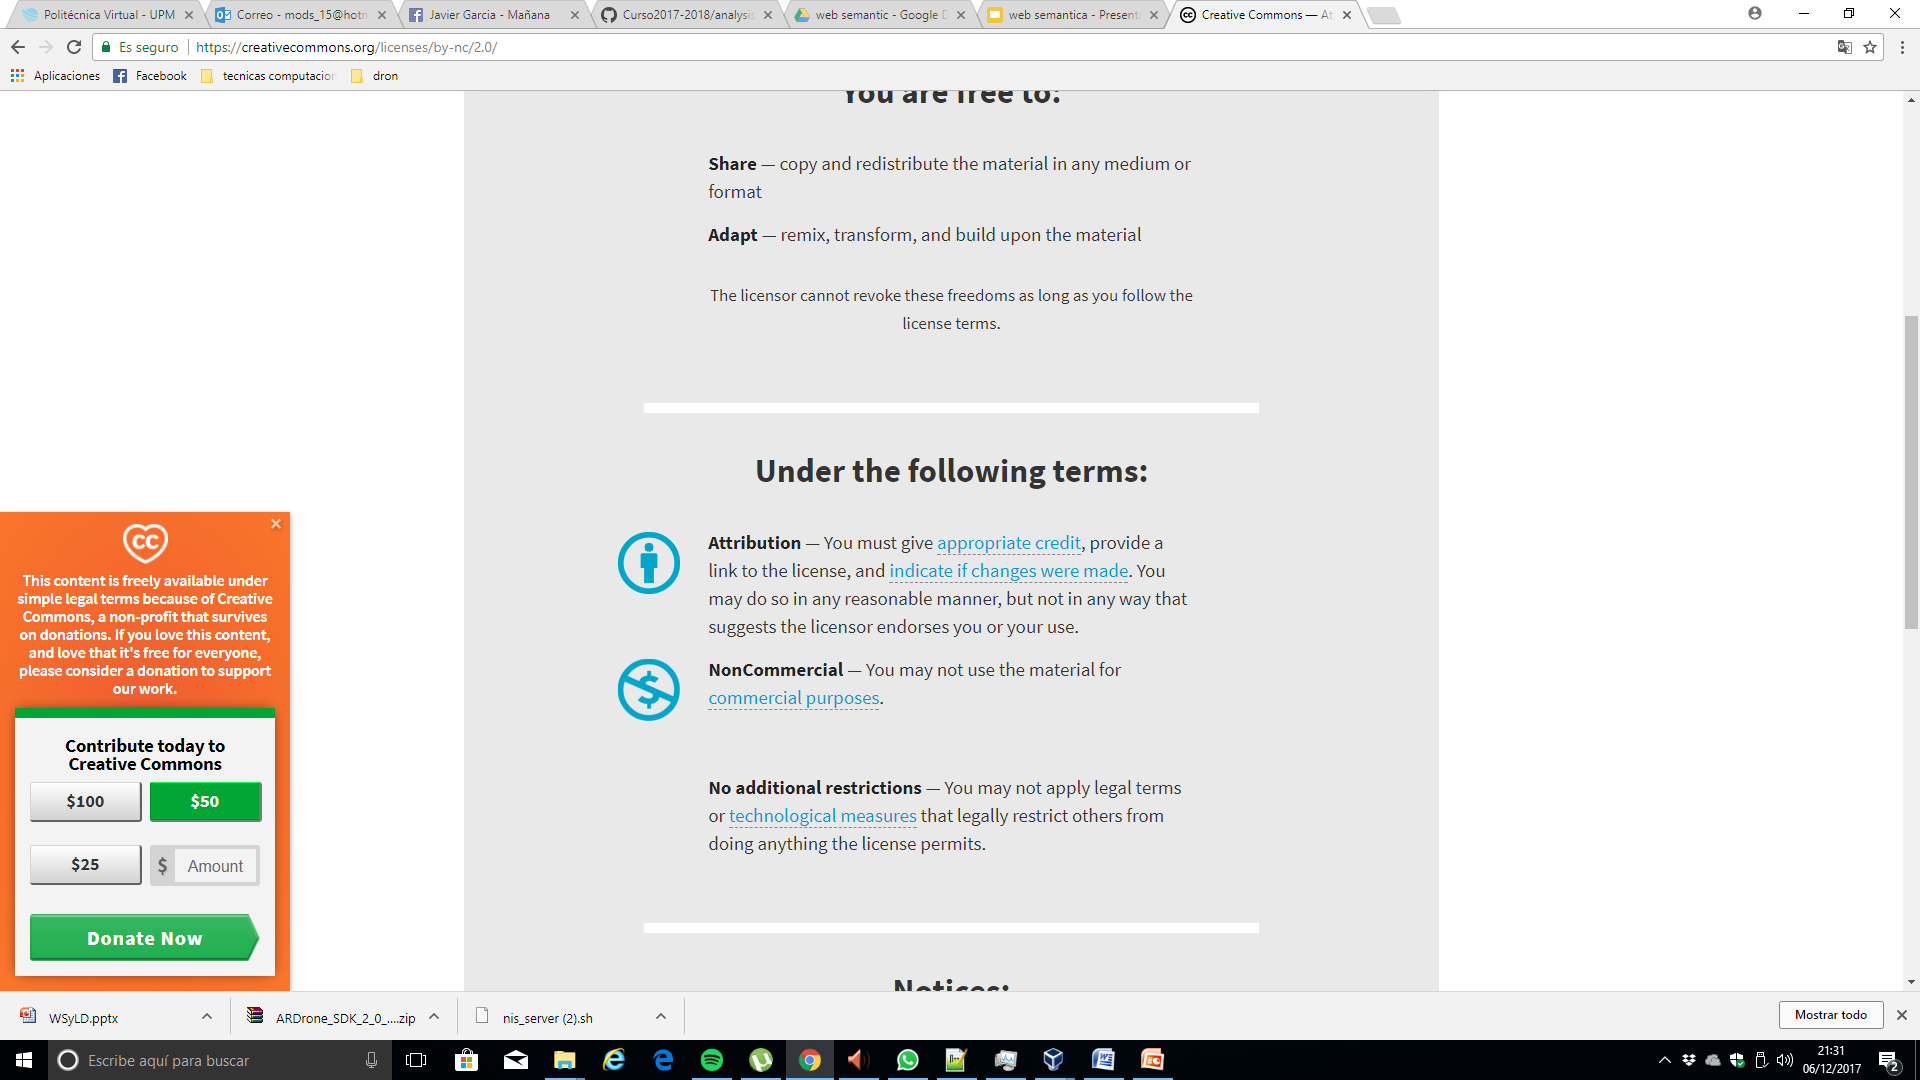 Politécnica Virtual - UPM
Correo - mods_15@hotm
Javier Garcia - Mañana
Curso2017-2018/analysis
web semantic - Google D
web semantica - Present
Creative Commons — At
Es seguro
https://creativecommons.org/licenses/by-nc/2.0/
Aplicaciones
Facebook
tecnicas computacion
dron
You are free to:
Share — copy and redistribute the material in any medium or
format
Adapt — remix, transform, and build upon the material
The licensor cannot revoke these freedoms as long as you follow the
license terms.
Under the following terms:
Attribution — You must give appropriate credit, provide a
link to the license, and indicate if changes were made. You
may do so in any reasonable manner, but not in any way that
suggests the licensor endorses you or your use.
NonCommercial — You may not use the material for
commercial purposes.
No additional restrictions — You may not apply legal terms
or technological measures that legally restrict others from
doing anything the license permits.
Notices:
CC
This content is freely available under
simple legal terms because of Creative
Commons, a non-profit that survives
on donations. If you love this content,
and love that it's free for everyone,
please consider a donation to support
our work.
Contribute today to
Creative Commons
$100
$50
$25
$ Amount
Donate Now
WSyLD.pptx
ARDrone_SDK_2_0_....zip
nis_server (2).sh
Mostrar todo
Escribe aquí para buscar
21:31
06/12/2017
2